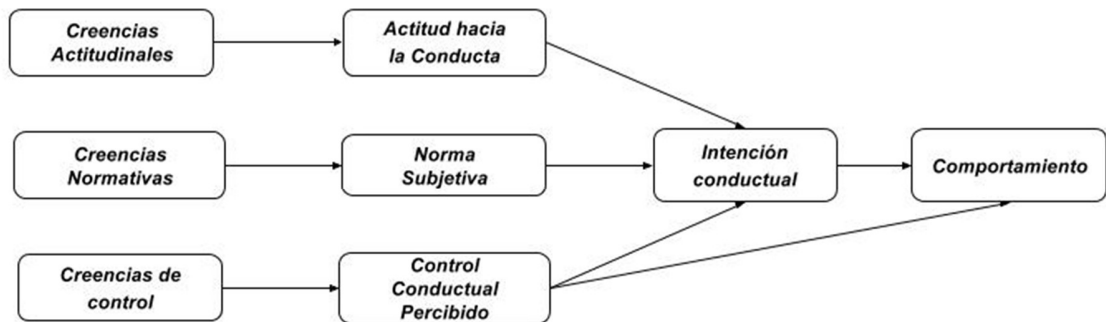 Creencias
Actitudinales
Actitud hacia
la Conducta
Creencias
Normativas
Norma
Subjetiva
Intención
conductual
Comportamiento
Creencias de
control
Control
Conductual
Percibido